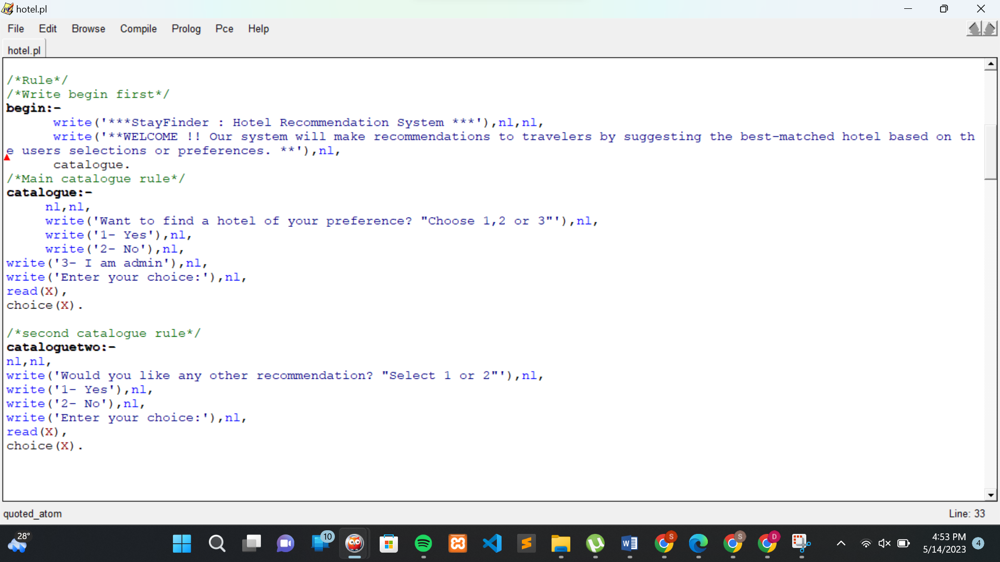 hotel.pl
File Edit Browse Compile Prolog Pce Help
hotel.pl
/*Rule*/
/*Write begin first*/
begin:-
write('***StayFinder : Hotel Recommendation System ***'),nl,nl,
write('**WELCOME !! Our system will make recommendations to travelers by suggesting the best-matched hotel based on th
e users selections or preferences. **'),nl,
catalogue.
/*Main catalogue rule*/
catalogue:-
nl,nl,
write('Want to find a hotel of your preference? "Choose 1,2 or 3"'),nl,
write('1- Yes'),nl,
write('2- No'),nl,
write('3- I am admin'),nl,
write('Enter your choice:'),nl,
read(X),
choice(X).
/*second catalogue rule*/
cataloguetwo:-
nl,nl,
write('Would you like any other recommendation? "Select 1 or 2"'),nl,
write('1- Yes'),nl,
write('2- No'),nl,
write('Enter your choice:'),nl,
read(X),
choice(X).
quoted_atom Line: 33
28° 10 S S D 4:53 PM
5/14/2023 4